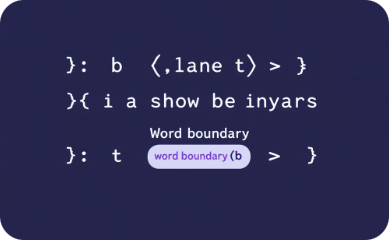 }: b 〈,lane t〉 > }
}{ i a show be inyars
Word boundary
}: t word boundary (b > }